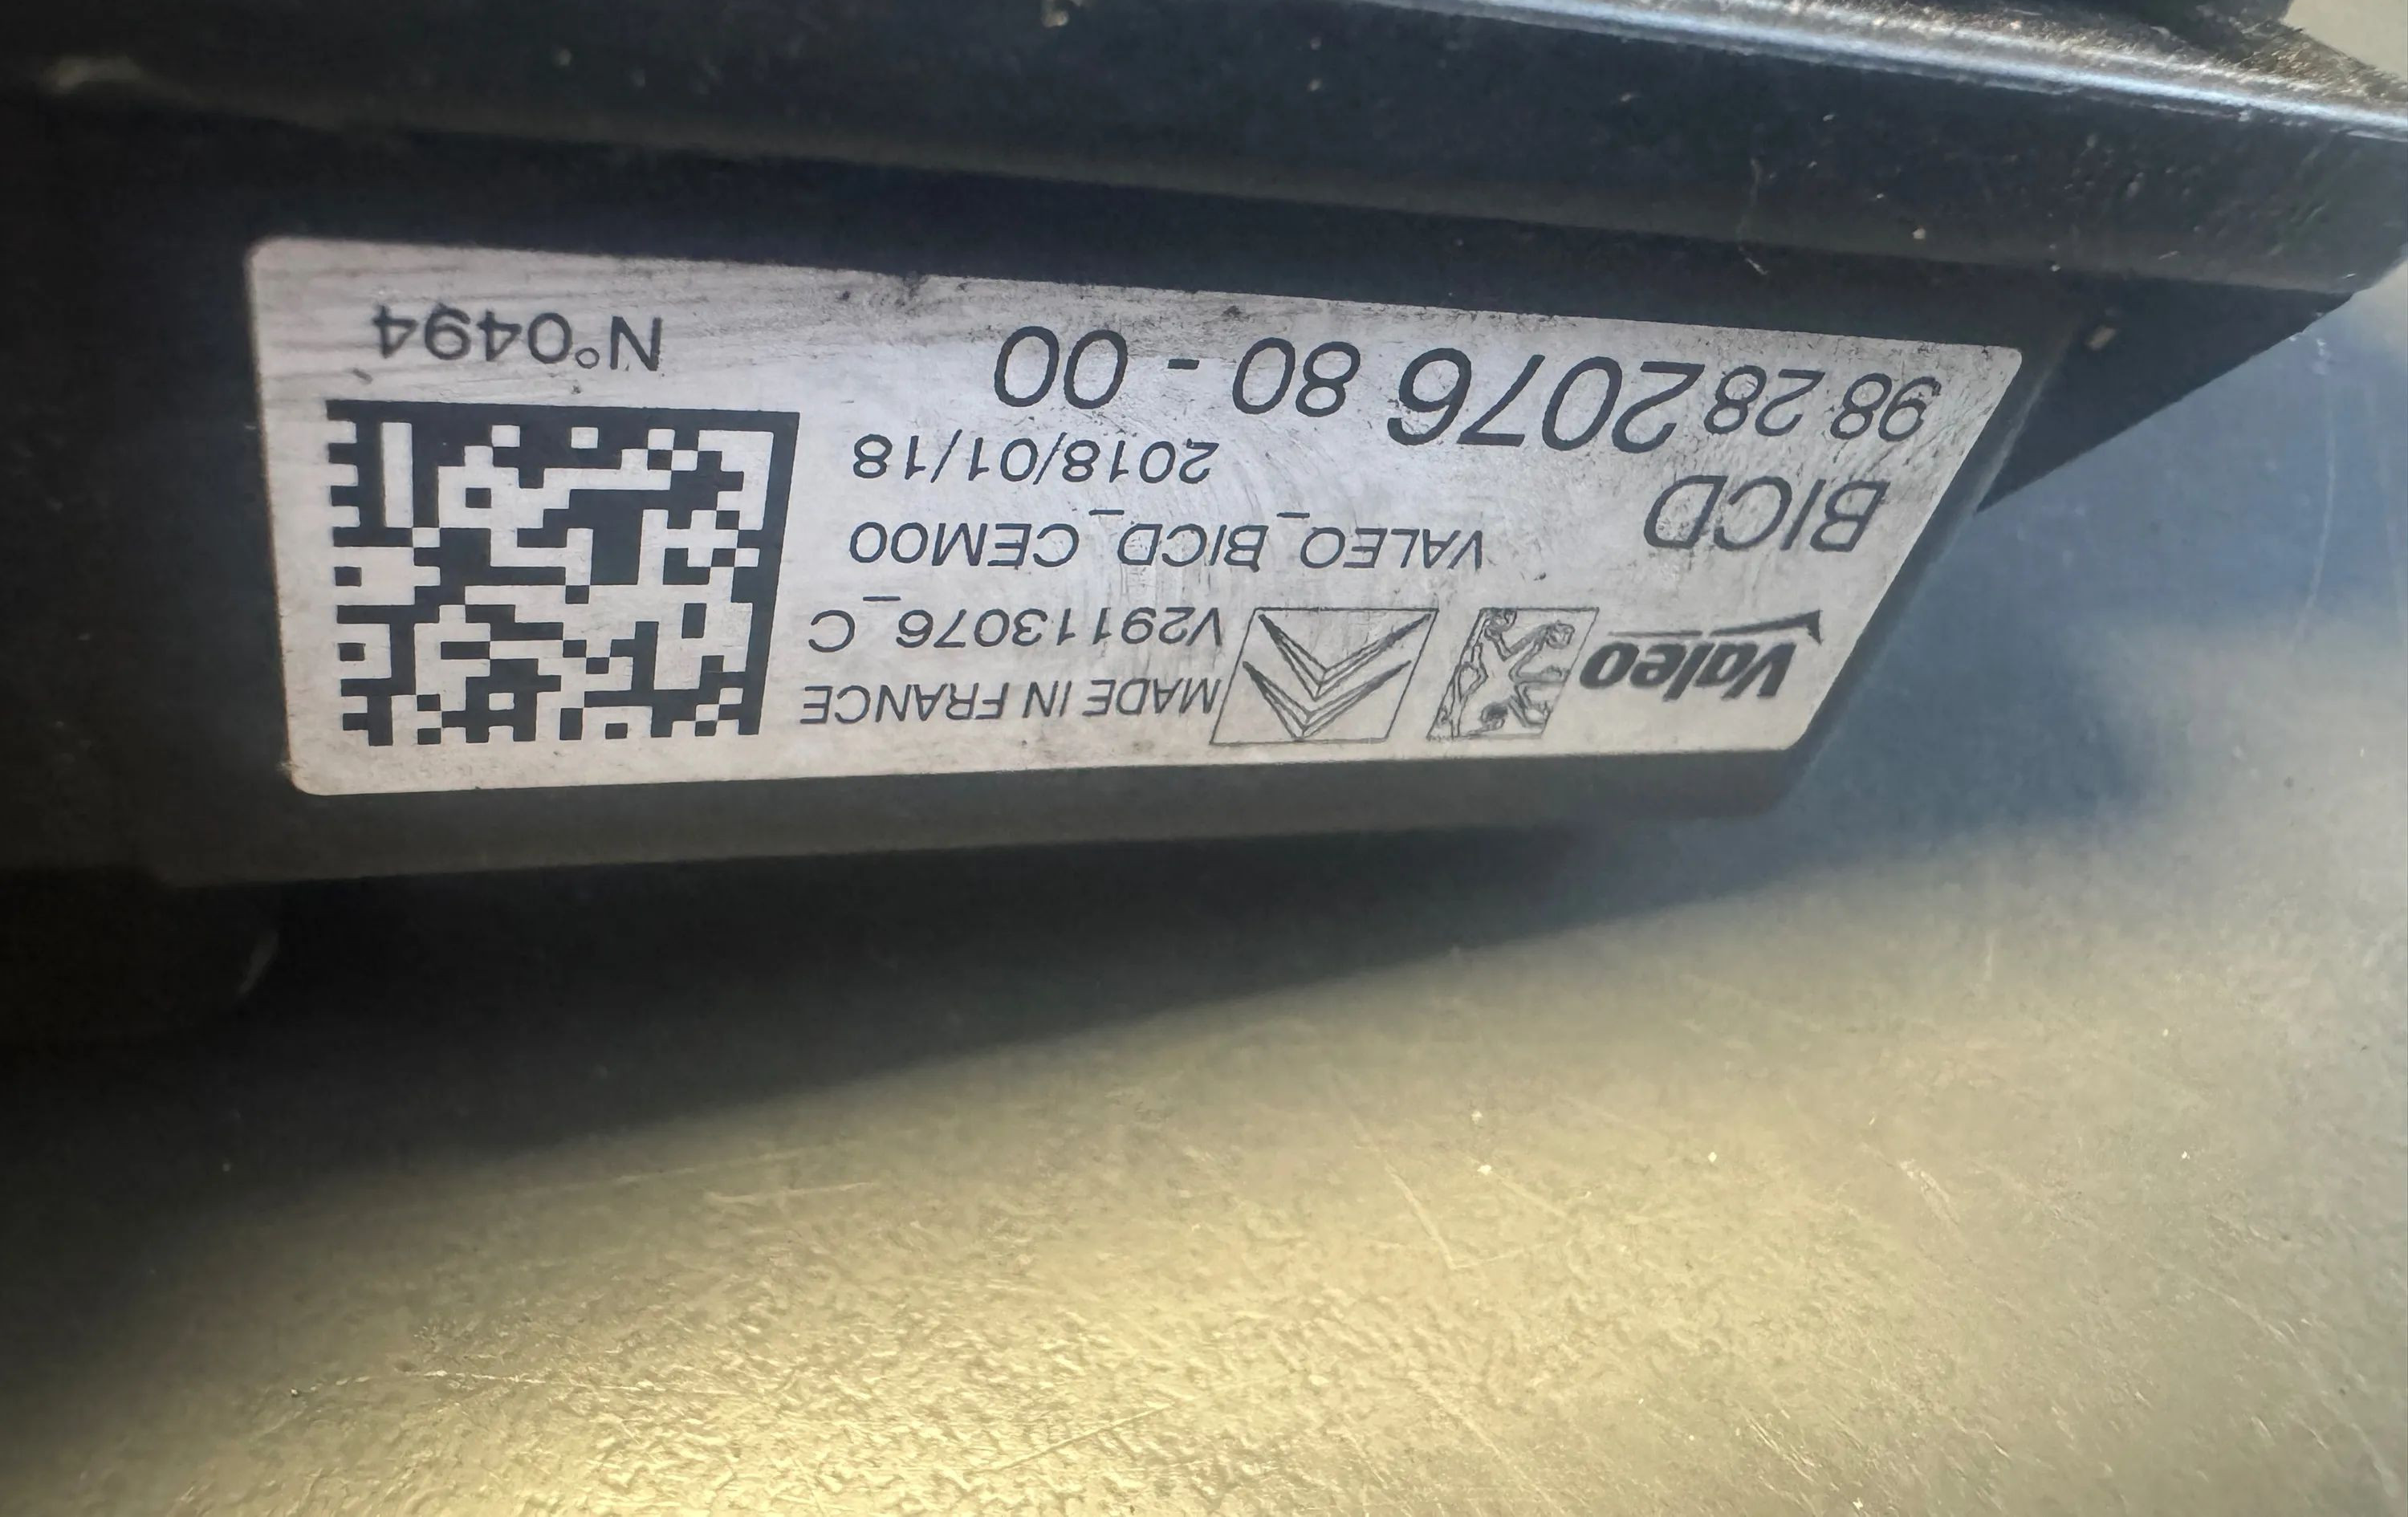 Valeo
MADE IN FRANCE
V29113076_C
BICD
VALEO_BICD_CEM00
2018/01/18
98 28 2076 80 - 00
N°0494